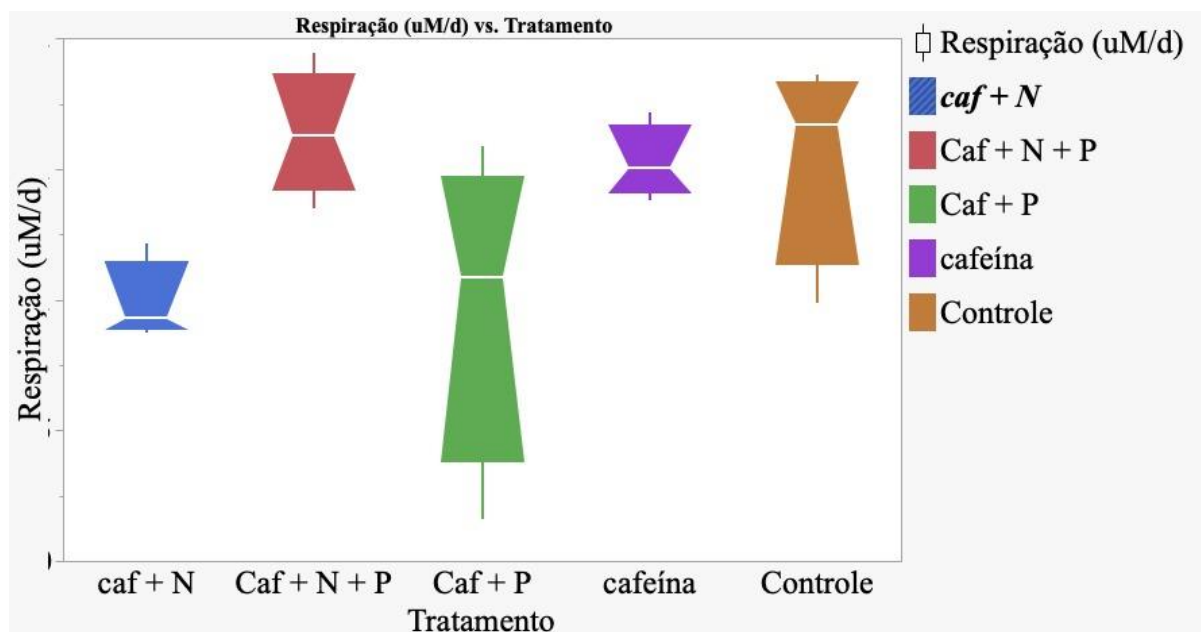 Respiração (uM/d) vs. Tratamento
Respiração (uM/d)
caf + N
Caf + N + P
Caf + P
cafeína
Controle
Respiração (uM/d)
caf + N Caf + N + P Caf + P cafeína Controle
Tratamento